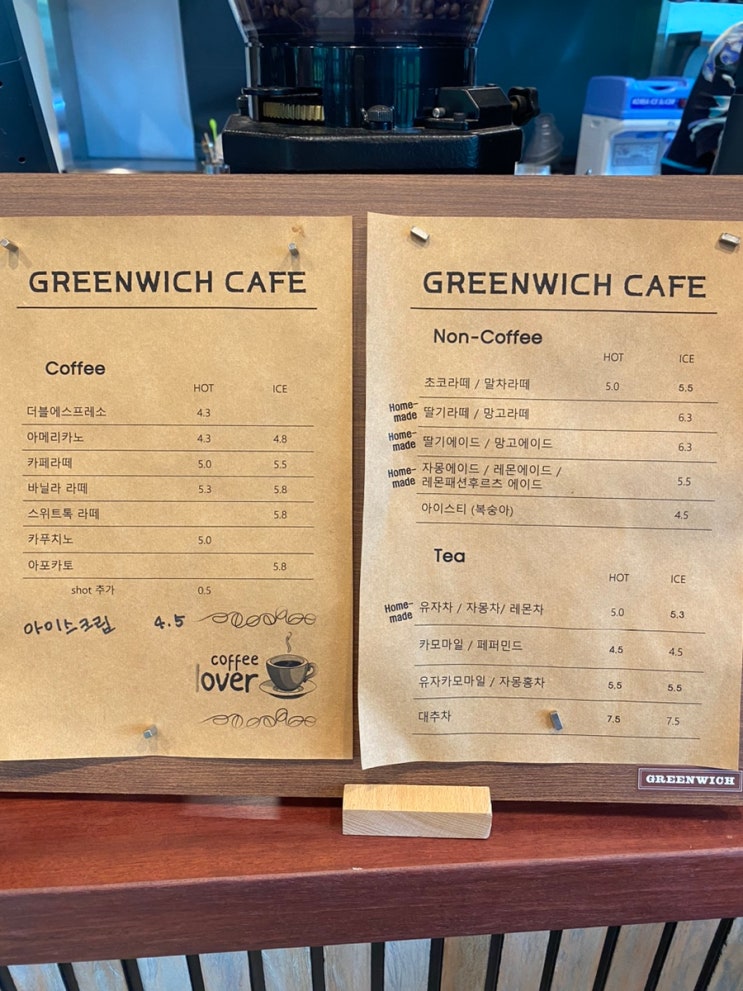 GREENWICH CAFE
Coffee
HOT ICE
더블에스프레소 4.3
아메리카노 4.3 4.8
카페라떼 5.0 5.5
바닐라 라떼 5.3 5.8
스위트톡 라떼 5.8
카푸치노 5.0
아포카토 5.8
shot 추가 0.5
아이스크림 4.5
coffee
lover
GREENWICH CAFE
Non-Coffee
HOT ICE
초코라떼 / 말차라떼 5.0 5.5
Home-
made 딸기라떼 / 망고라떼 6.3
Home-
made 딸기에이드 / 망고에이드 6.3
Home-
made 자몽에이드 / 레몬에이드 /
레몬패션후르츠 에이드 5.5
아이스티 (복숭아) 4.5
Tea
HOT ICE
Home-
made 유자차 / 자몽차/ 레몬차 5.0 5.3
카모마일 / 페퍼민드 4.5 4.5
유자카모마일 / 자몽홍차 5.5 5.5
대추차 7.5 7.5
GREENWICH